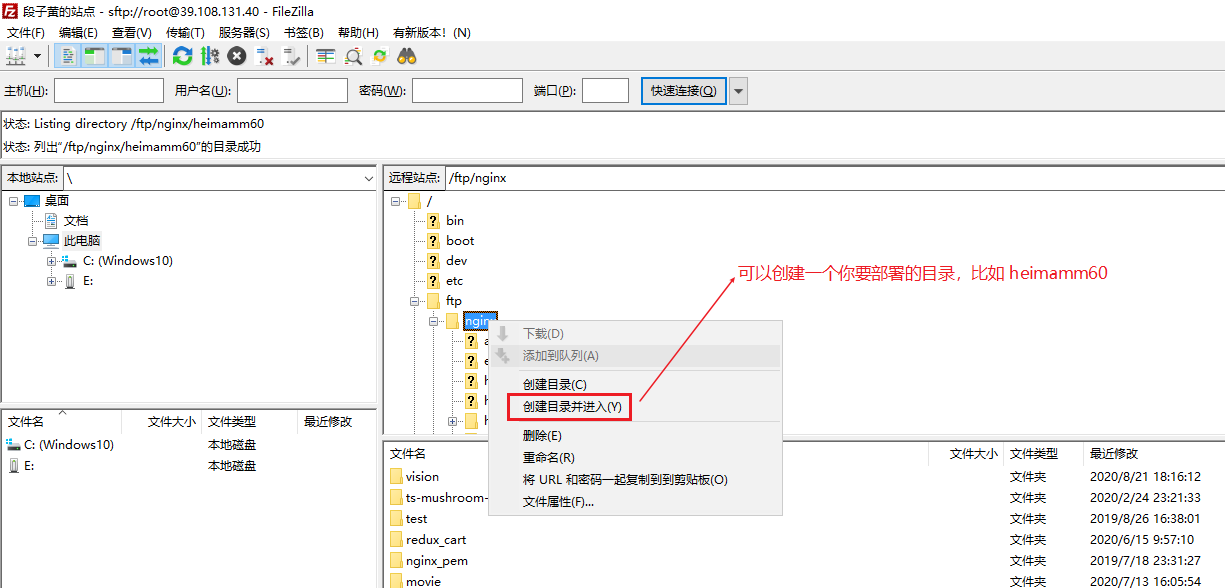 段子黄的站点 - sftp://root@39.108.131.40 - FileZilla
文件(F) 编辑(E) 查看(V) 传输(T) 服务器(S) 书签(B) 帮助(H) 有新版本！(N)
主机(H): 用户名(U): 密码(W): 端口(P): 快速连接(Q)
状态: Listing directory /ftp/nginx/heimamm60
状态: 列出"/ftp/nginx/heimamm60"的目录成功
本地站点: \
桌面
文档
此电脑
C: (Windows10)
E:
文件名 文件大小 文件类型 最近修改
C: (Windows10) 本地磁盘
E: 本地磁盘
远程站点: /ftp/nginx
/
? bin
? boot
? dev
? etc
ftp
nginx
?
?
? h
? h
h
可以创建一个你要部署的目录，比如 heimamm60
下载(D)
添加到队列(A)
创建目录(C)
创建目录并进入(Y)
删除(E)
重命名(R)
将 URL 和密码一起复制到到剪贴板(O)
文件属性(F)...
文件名 文件大小 文件类型 最近修改
vision 文件夹 2020/8/21 18:16:12
ts-mushroom- 文件夹 2020/2/24 23:21:33
test 文件夹 2019/8/26 16:38:01
redux_cart 文件夹 2020/6/15 9:57:10
nginx_pem 文件夹 2019/7/18 23:31:27
movie 文件夹 2020/7/13 16:05:54